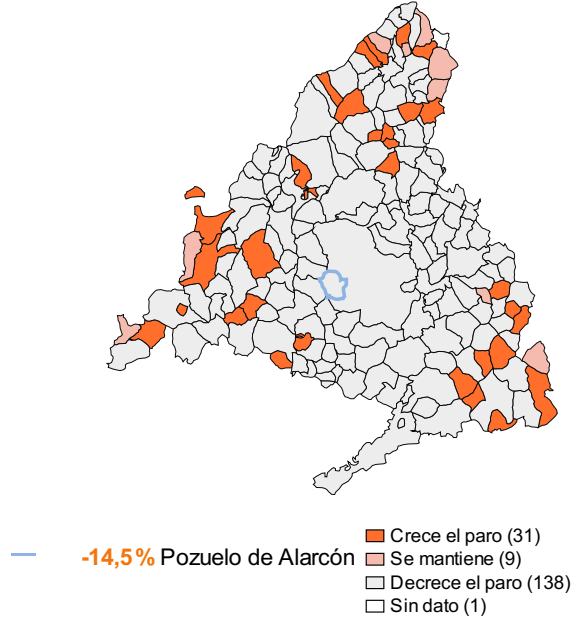 -14,5% Pozuelo de Alarcón
Crece el paro (31)
Se mantiene (9)
Decrece el paro (138)
Sin dato (1)